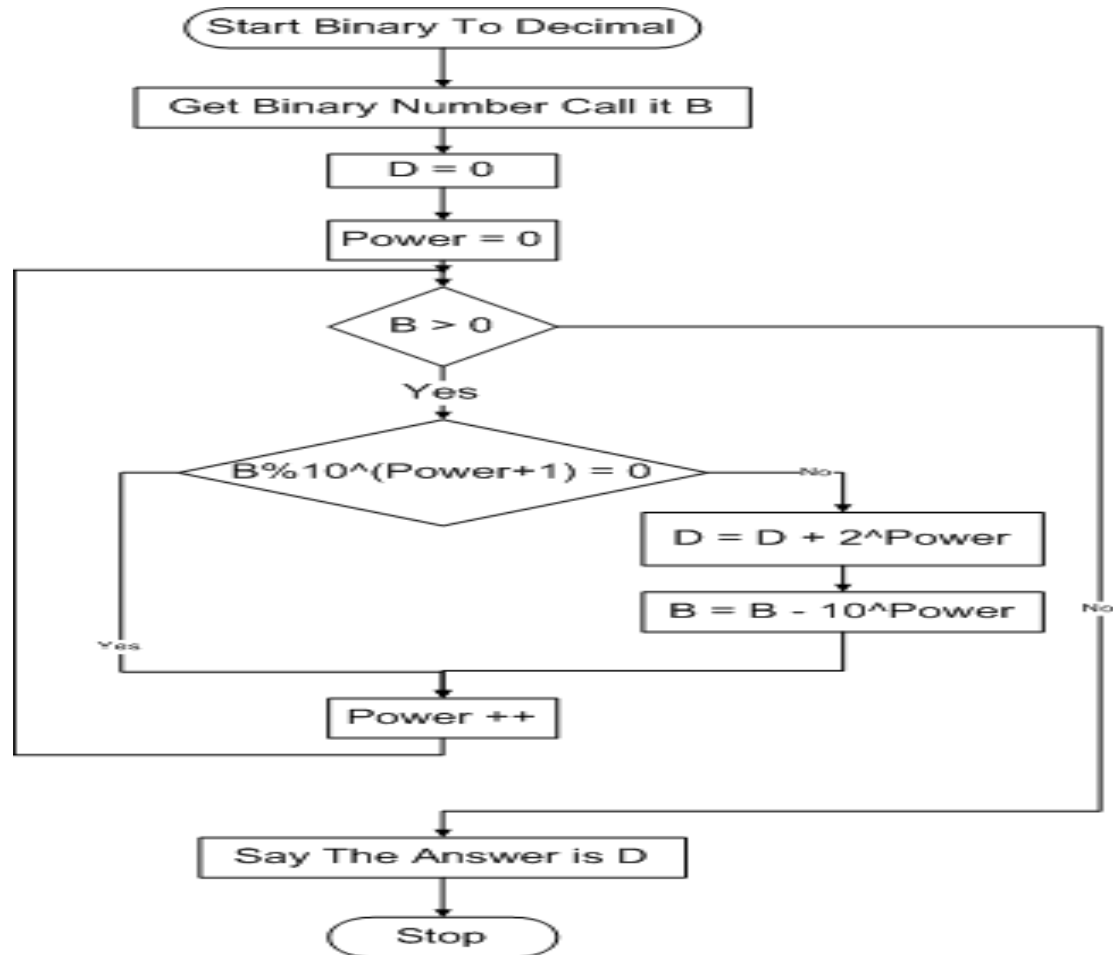 Start Binary To Decimal
Get Binary Number Call it B
D = 0
Power = 0
B > 0
Yes
B%10^(Power+1) = 0
No
D = D + 2^Power
B = B - 10^Power
No
Yes
Power ++
Say The Answer is D
Stop